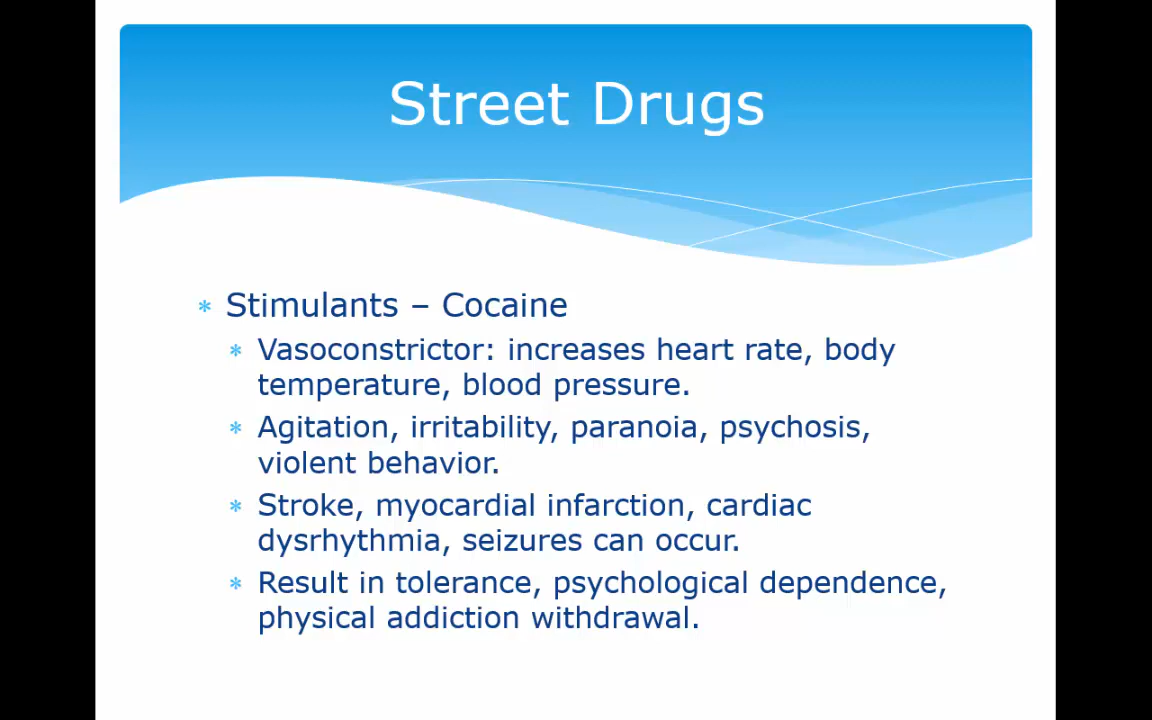 Street Drugs
* Stimulants – Cocaine
* Vasoconstrictor: increases heart rate, body
temperature, blood pressure.
* Agitation, irritability, paranoia, psychosis,
violent behavior.
* Stroke, myocardial infarction, cardiac
dysrhythmia, seizures can occur.
* Result in tolerance, psychological dependence,
physical addiction withdrawal.